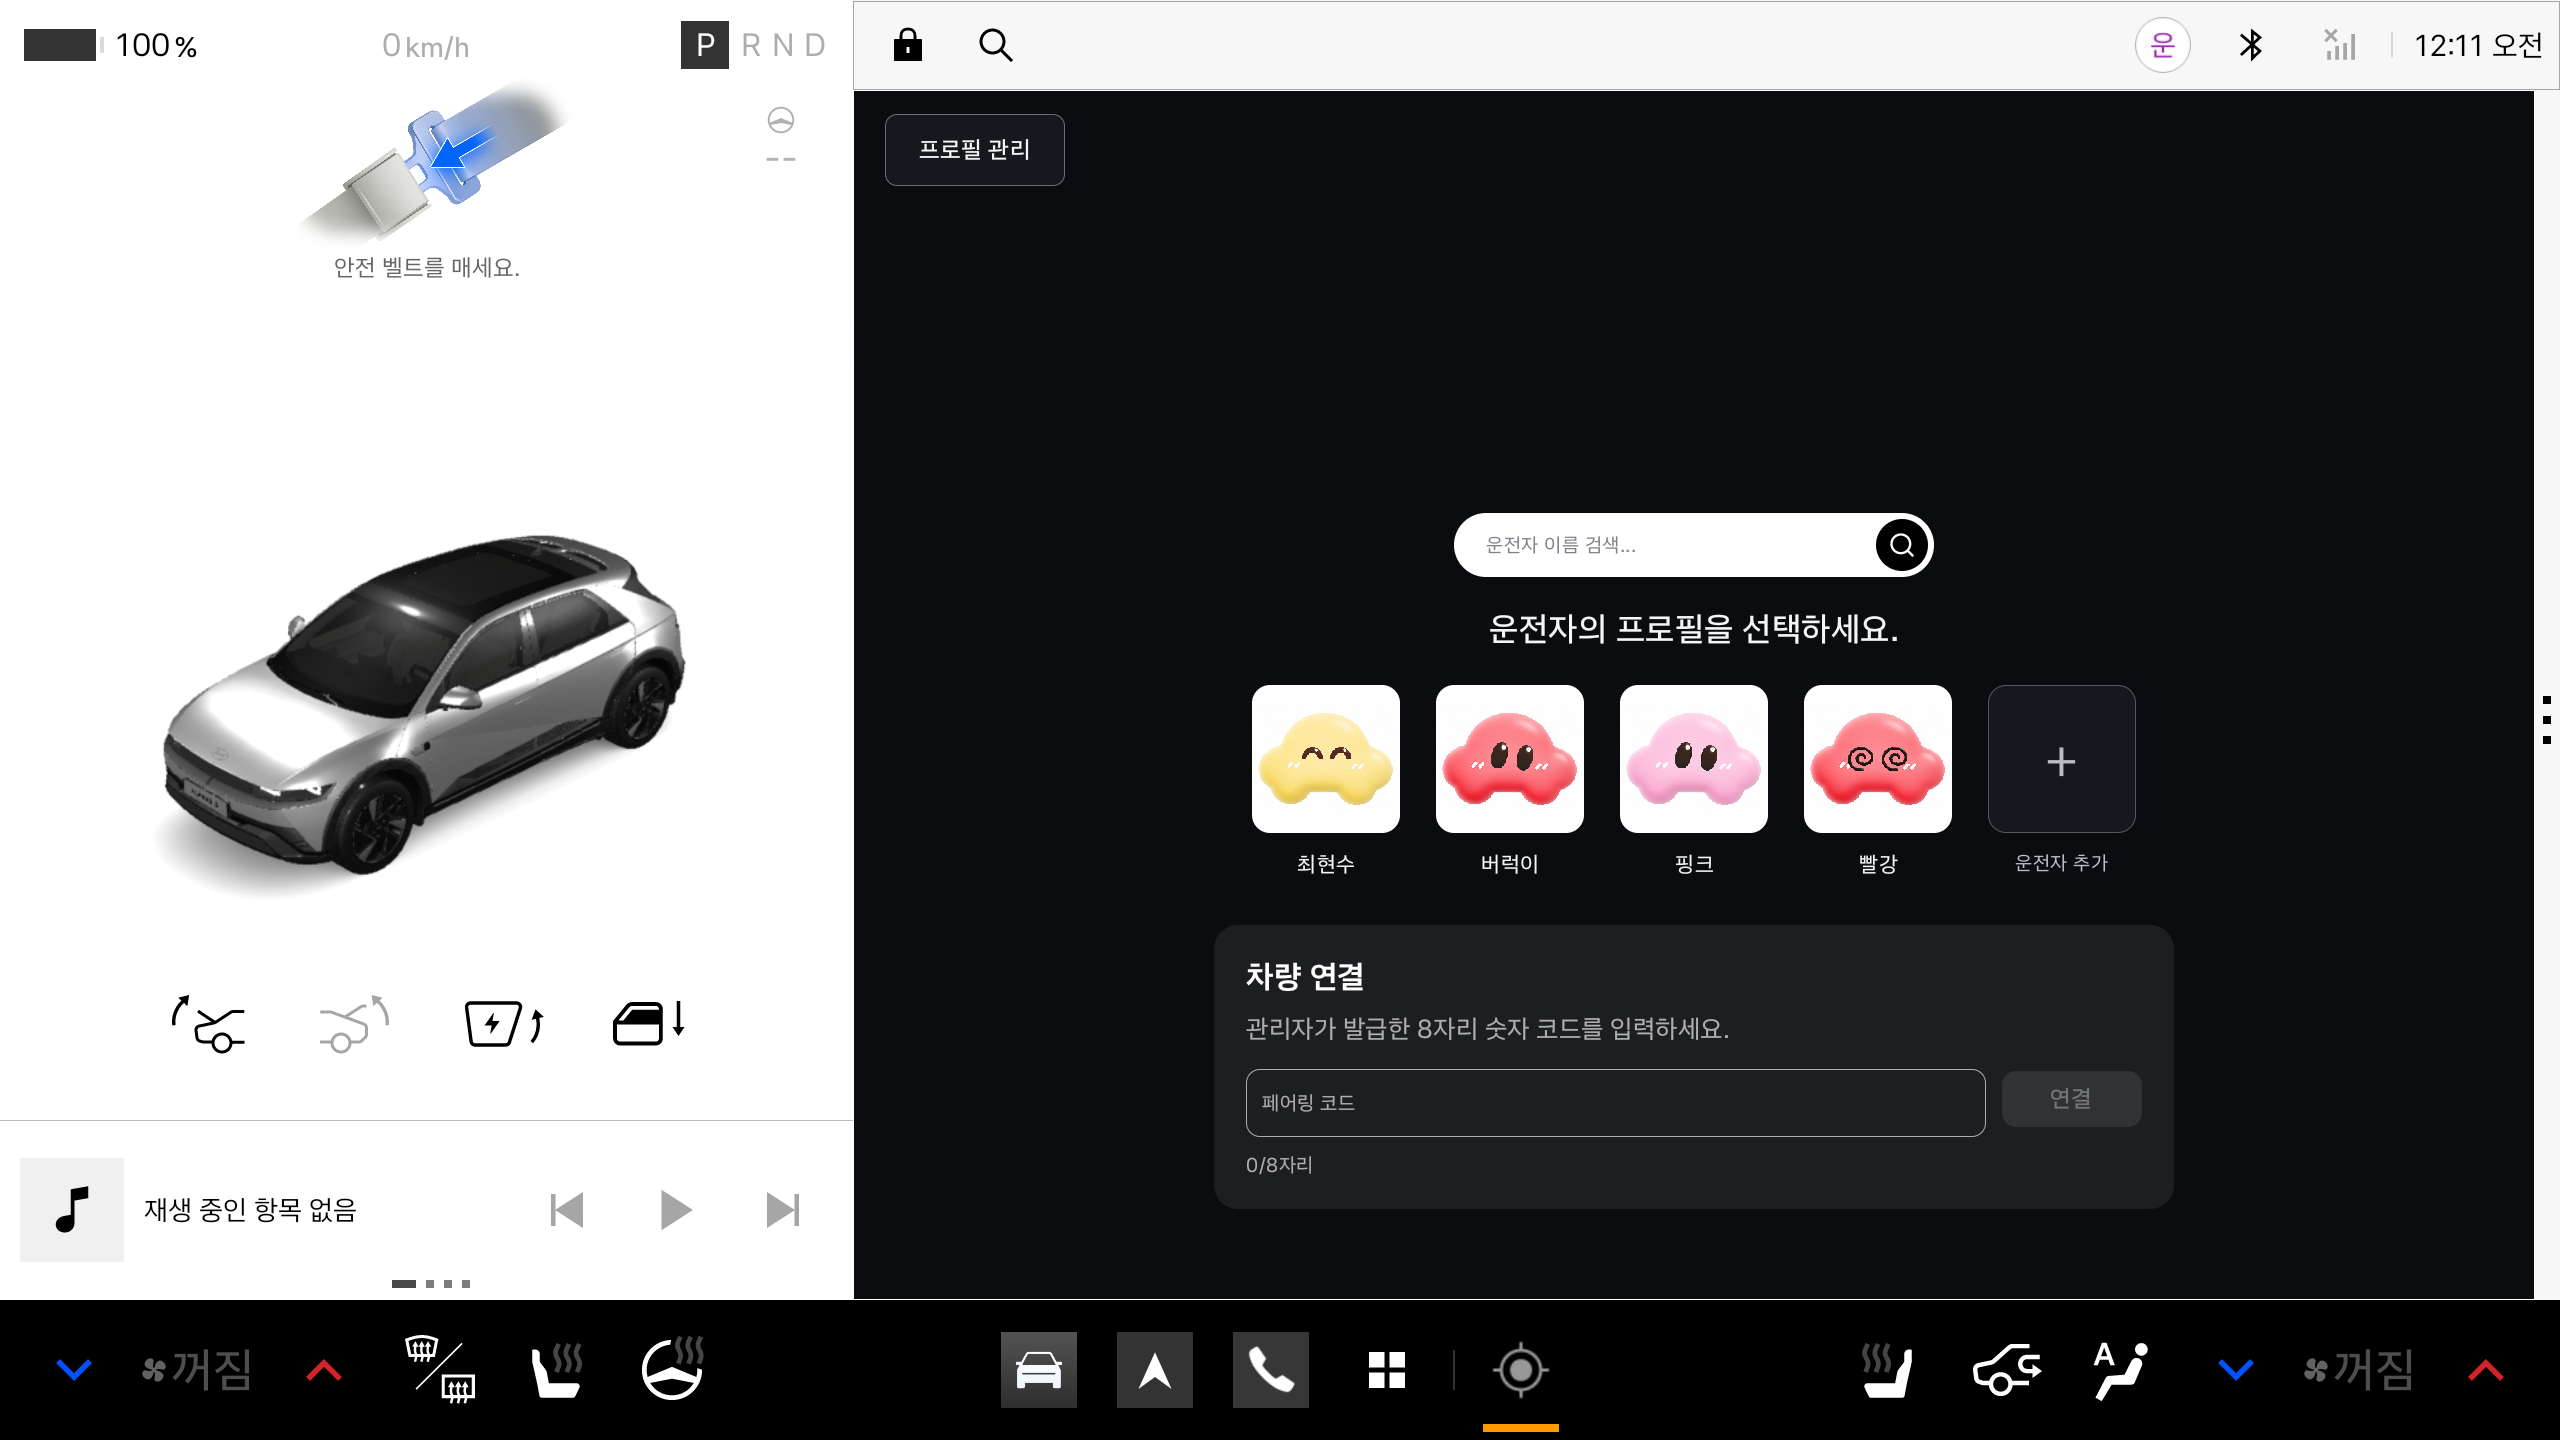 100 %
0 km/h
P R N D
운
12:11 오전
안전 벨트를 매세요.
프로필 관리
운전자 이름 검색...
운전자의 프로필을 선택하세요.
최현수
버럭이
핑크
빨강
운전자 추가
차량 연결
관리자가 발급한 8자리 숫자 코드를 입력하세요.
페어링 코드
연결
0/8자리
재생 중인 항목 없음
꺼짐
A
꺼짐